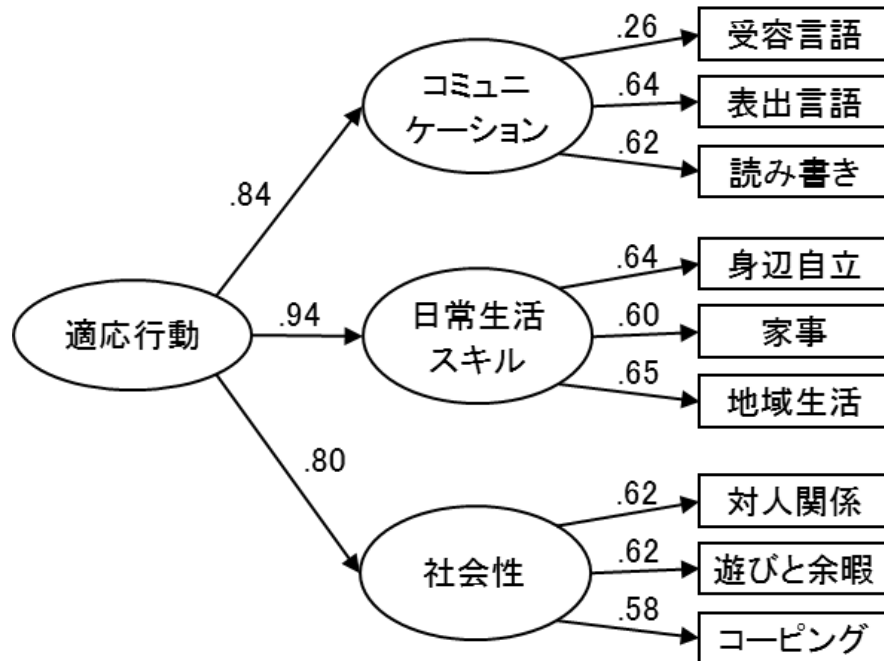 .26
受容言語
コミュニ
ケーション
.64
表出言語
.62
読み書き
.84
.64
身辺自立
適応行動
.94
日常生活
スキル
.60
家事
.65
地域生活
.80
.62
対人関係
社会性
.62
遊びと余暇
.58
コーピング